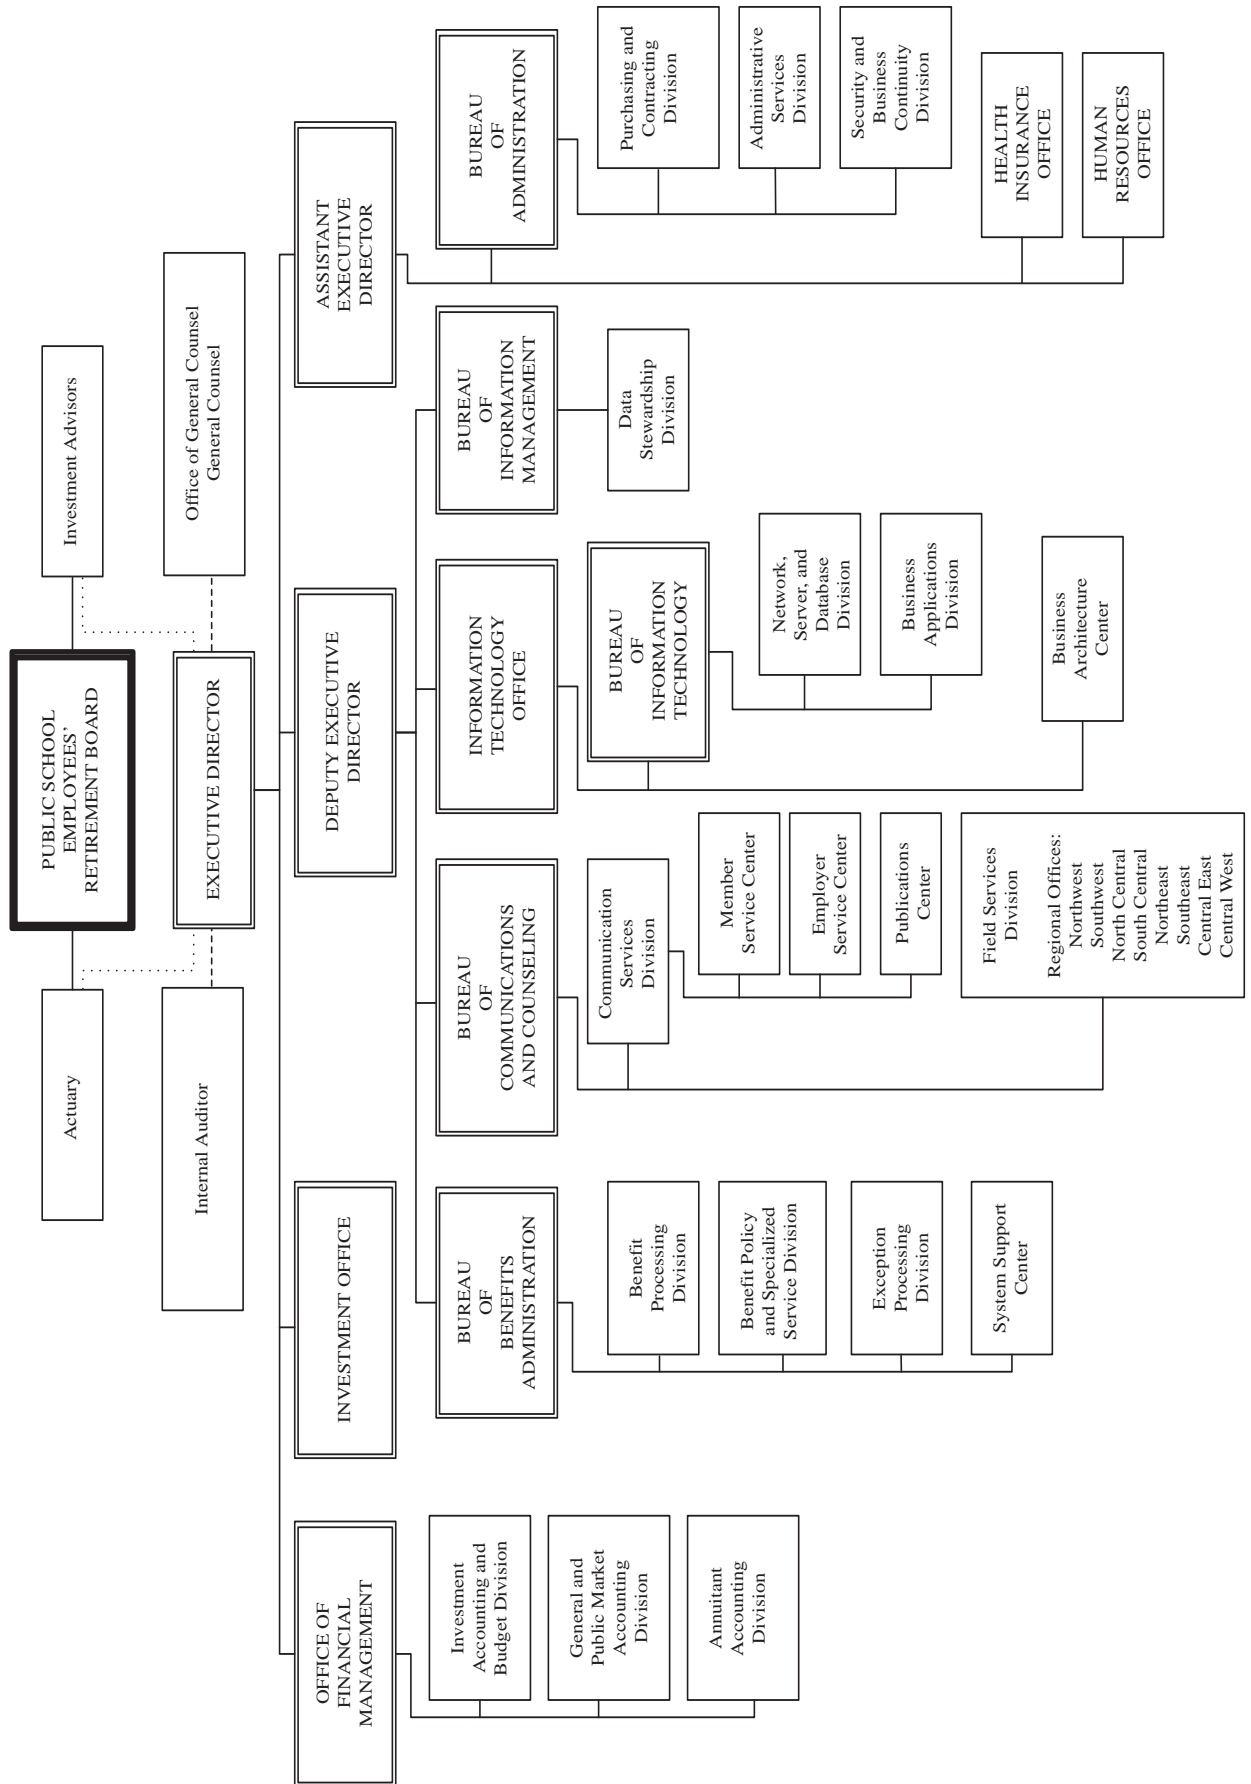 PUBLIC SCHOOL
EMPLOYEES'
RETIREMENT BOARD
Actuary
Investment Advisors
EXECUTIVE DIRECTOR
Internal Auditor
Office of General Counsel
General Counsel
OFFICE OF
FINANCIAL
MANAGEMENT
INVESTMENT OFFICE
DEPUTY EXECUTIVE
DIRECTOR
ASSISTANT
EXECUTIVE
DIRECTOR
Investment
Accounting and
Budget Division
General and
Public Market
Accounting
Division
Annuitant
Accounting
Division
BUREAU
OF
BENEFITS
ADMINISTRATION
Benefit
Processing
Division
Benefit Policy
and Specialized
Service Division
Exception
Processing
Division
System Support
Center
BUREAU
OF
COMMUNICATIONS
AND COUNSELING
Communication
Services
Division
Member
Service Center
Employer
Service Center
Publications
Center
Field Services
Division
Regional Offices:
Northwest
Southwest
North Central
South Central
Northeast
Southeast
Central East
Central West
INFORMATION
TECHNOLOGY
OFFICE
BUREAU
OF
INFORMATION
TECHNOLOGY
Network,
Server, and
Database
Division
Business
Applications
Division
Business
Architecture
Center
BUREAU
OF
INFORMATION
MANAGEMENT
Data
Stewardship
Division
BUREAU
OF
ADMINISTRATION
Purchasing and
Contracting
Division
Administrative
Services
Division
Security and
Business
Continuity
Division
HEALTH
INSURANCE
OFFICE
HUMAN
RESOURCES
OFFICE